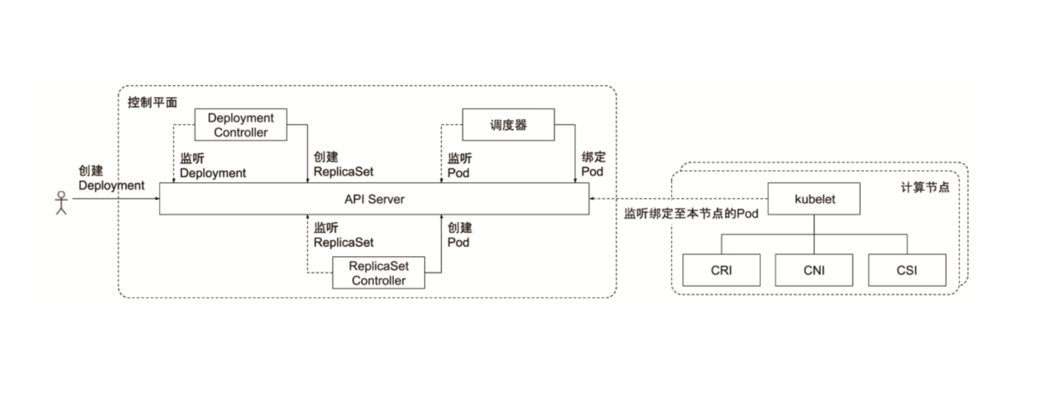 控制平面
Deployment
Controller
调度器
监听
Deployment
创建
ReplicaSet
监听
Pod
绑定
Pod
创建
Deployment
API Server
监听
ReplicaSet
创建
Pod
ReplicaSet
Controller
计算节点
kubelet
监听绑定至本节点的Pod
CRI
CNI
CSI